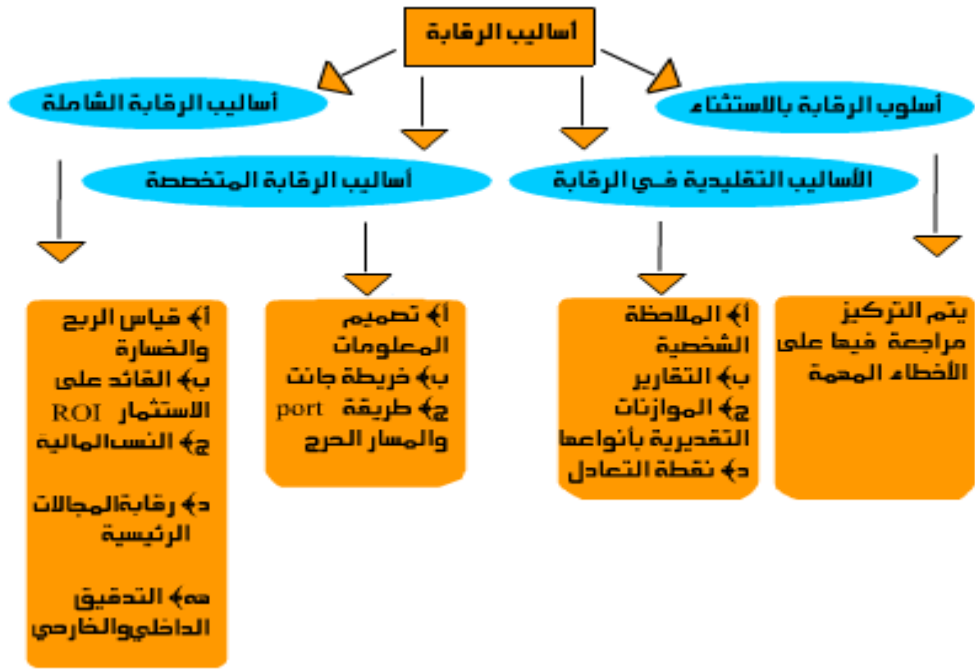 أساليب الرقابة
أسلوب الرقابة بالاستثناء
أساليب الرقابة الشاملة
الأساليب التقليدية في الرقابة
أساليب الرقابة المتخصصة
يتم التركيز
مراجعة فيها على
الأخطاء المهمة
أ) الملاحظة
الشخصية
ب) التقارير
ج) الموازنات
التقديرية بأنواعها
د) نقطة التعادل
أ) تصميم
المعلومات
ب) خريطة جانت
ج) طريقة port
والمسار الحرج
أ) قياس الربح
والخسارة
ب) القائد على
الاستثمار ROI
ج) النسب المالية
د) رقابة المجالات
الرئيسية
هه) التدقيق
الداخلي والخارجي